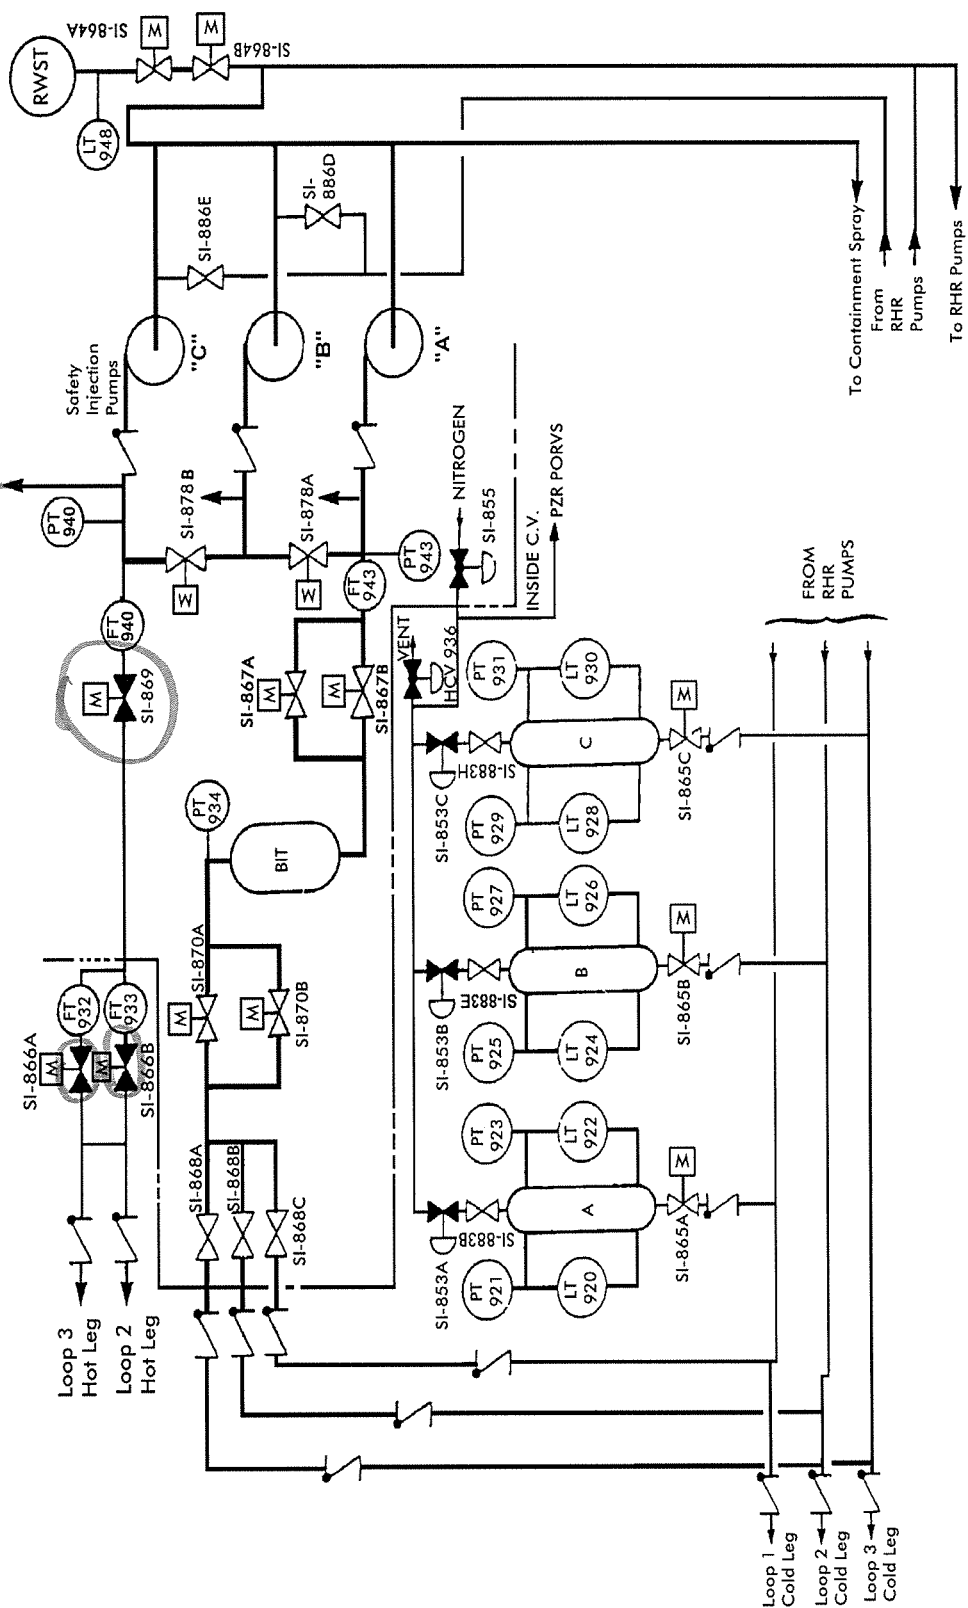 RWST
SI-864A
M
M
SI-864B
LT
948
SI-886E
SI-
886D
Safety
Injection
Pumps
"C"
"B"
"A"
To Containment Spray
From
RHR
Pumps
To RHR Pumps
PT
940
SI-878B
M
SI-878A
M
PT
943
FT
943
FT
940
M
SI-869
SI-867A
M
M
SI-867B
NITROGEN
SI-855
INSIDE C.V.
PZR PORVS
VENT
HCV 936
PT
934
BIT
SI-870A
M
M
SI-870B
FT
932
FT
933
SI-866A
M
M
SI-866B
SI-868A
SI-868B
SI-868C
Loop 3
Hot Leg
Loop 2
Hot Leg
PT
931
LT
930
C
SI-883H
SI-853C
PT
929
LT
928
M
SI-865C
PT
927
LT
926
B
SI-883E
SI-853B
PT
925
LT
924
M
SI-865B
PT
923
LT
922
A
SI-883B
SI-853A
PT
921
LT
920
M
SI-865A
FROM
RHR
PUMPS
Loop 1
Cold Leg
Loop 2
Cold Leg
Loop 3
Cold Leg